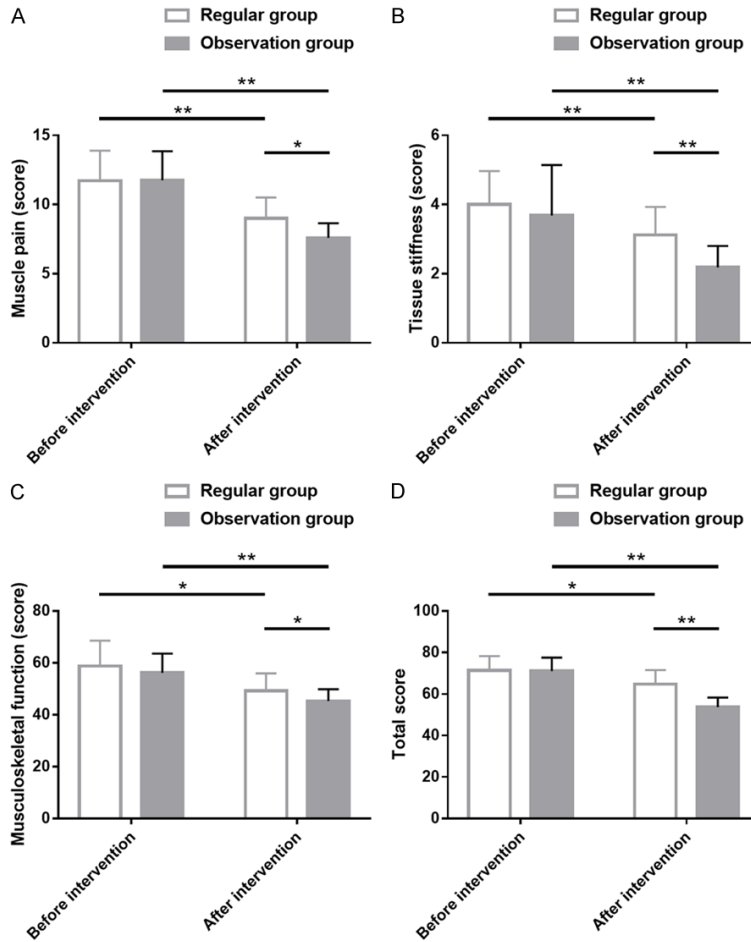 A
Regular group
Observation group
**
**
*
Muscle pain (score)
15
10
5
0
Before intervention
After intervention
B
Regular group
Observation group
**
**
**
Tissue stiffness (score)
6
4
2
0
Before intervention
After intervention
C
Regular group
Observation group
**
*
*
Musculoskeletal function (score)
80
60
40
20
0
Before intervention
After intervention
D
Regular group
Observation group
**
*
**
Total score
100
80
60
40
20
0
Before intervention
After intervention